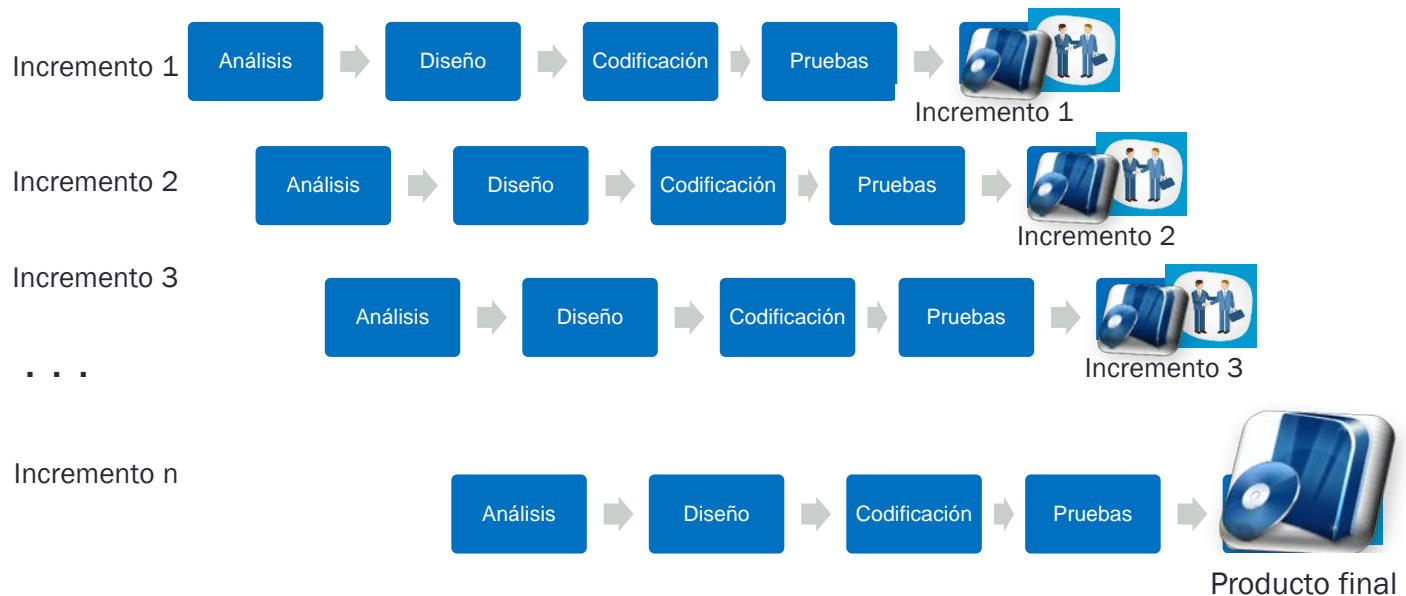 Incremento 1
Análisis
Diseño
Codificación
Pruebas
Incremento 1
Incremento 2
Análisis
Diseño
Codificación
Pruebas
Incremento 2
Incremento 3
Análisis
Diseño
Codificación
Pruebas
Incremento 3
. . .
Incremento n
Análisis
Diseño
Codificación
Pruebas
Producto final